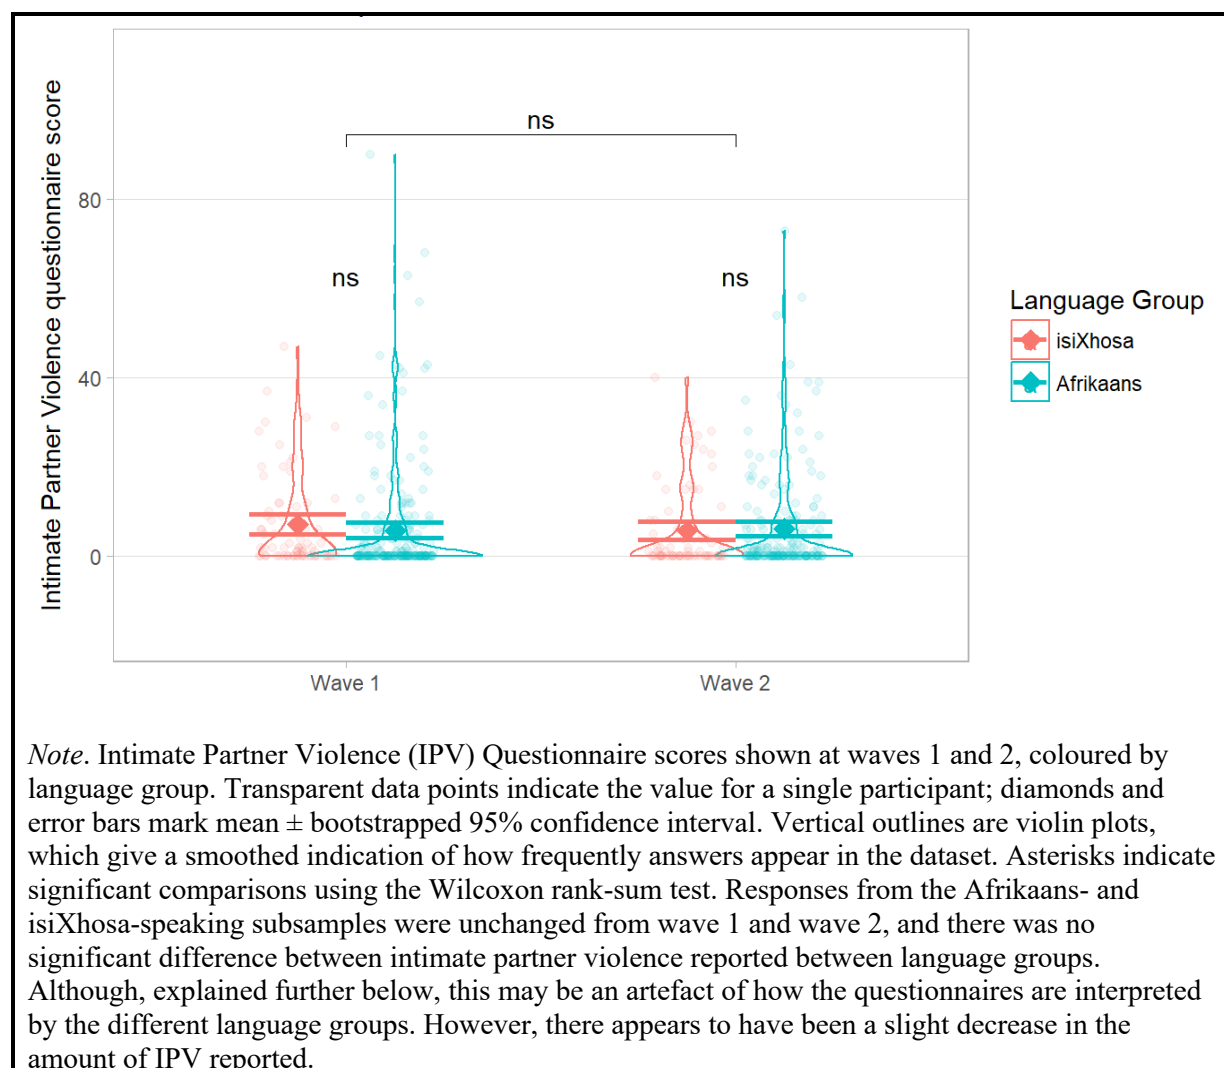 ns
Intimate Partner Violence questionnaire score
80
ns
ns
Language Group
isiXhosa
40
Afrikaans
0
Wave 1
Wave 2
Note. Intimate Partner Violence (IPV) Questionnaire scores shown at waves 1 and 2, coloured by
language group. Transparent data points indicate the value for a single participant; diamonds and
error bars mark mean ± bootstrapped 95% confidence interval. Vertical outlines are violin plots,
which give a smoothed indication of how frequently answers appear in the dataset. Asterisks indicate
significant comparisons using the Wilcoxon rank-sum test. Responses from the Afrikaans- and
isiXhosa-speaking subsamples were unchanged from wave 1 and wave 2, and there was no
significant difference between intimate partner violence reported between language groups.
Although, explained further below, this may be an artefact of how the questionnaires are interpreted
by the different language groups. However, there appears to have been a slight decrease in the
amount of IPV reported.